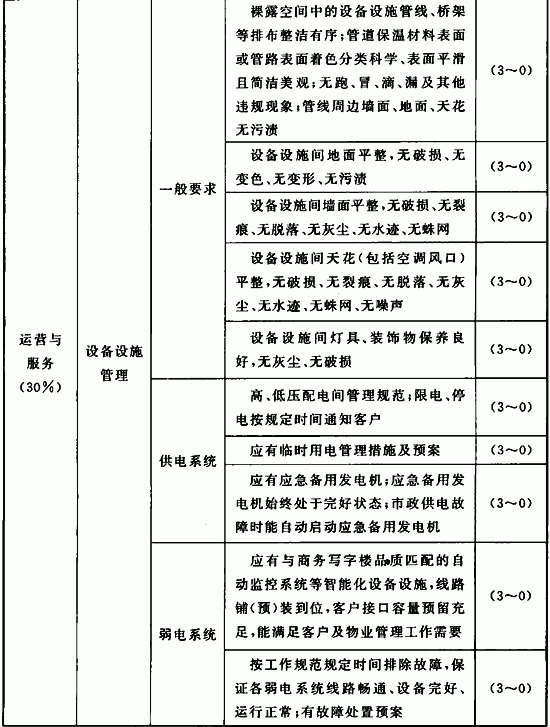 裸露空间中的设备设施管线、桥架
等排布整洁有序;管道保温材料表面
或管路表面着色分类科学、表面平滑
且简洁美观;无跑、冒、滴、漏及其他
违规现象;管线周边墙面、地面、天花
无污渍
(3～0)
设备设施间地面平整,无破损、无
变色、无变形、无污渍
(3～0)
一般要求
设备设施间墙面平整,无破损、无裂
痕、无脱落、无灰尘、无水迹、无蛛网
(3～0)
设备设施间天花(包括空调风口)
平整,无破损、无裂痕、无脱落、无灰
尘、无水迹、无蛛网、无噪声
(3～0)
设备设施间灯具、装饰物保养良
好,无灰尘、无破损
(3～0)
运营与
服务
(30%)
设备设施
管理
高、低压配电间管理规范;限电、停
电按规定时间通知客户
(3～0)
供电系统
应有临时用电管理措施及预案
(3～0)
应有应急备用发电机;应急备用发
电机始终处于完好状态;市政供电故
障时能自动启动应急备用发电机
(3～0)
弱电系统
应有与商务写字楼品质匹配的自
动监控系统等智能化设备设施,线路
铺(预)装到位,客户接口容量预留充
足,能满足客户及物业管理工作需要
(3～0)
按工作规范规定时间排除故障,保
证各弱电系统线路畅通、设备完好、
运行正常;有故障处置预案
(3～0)